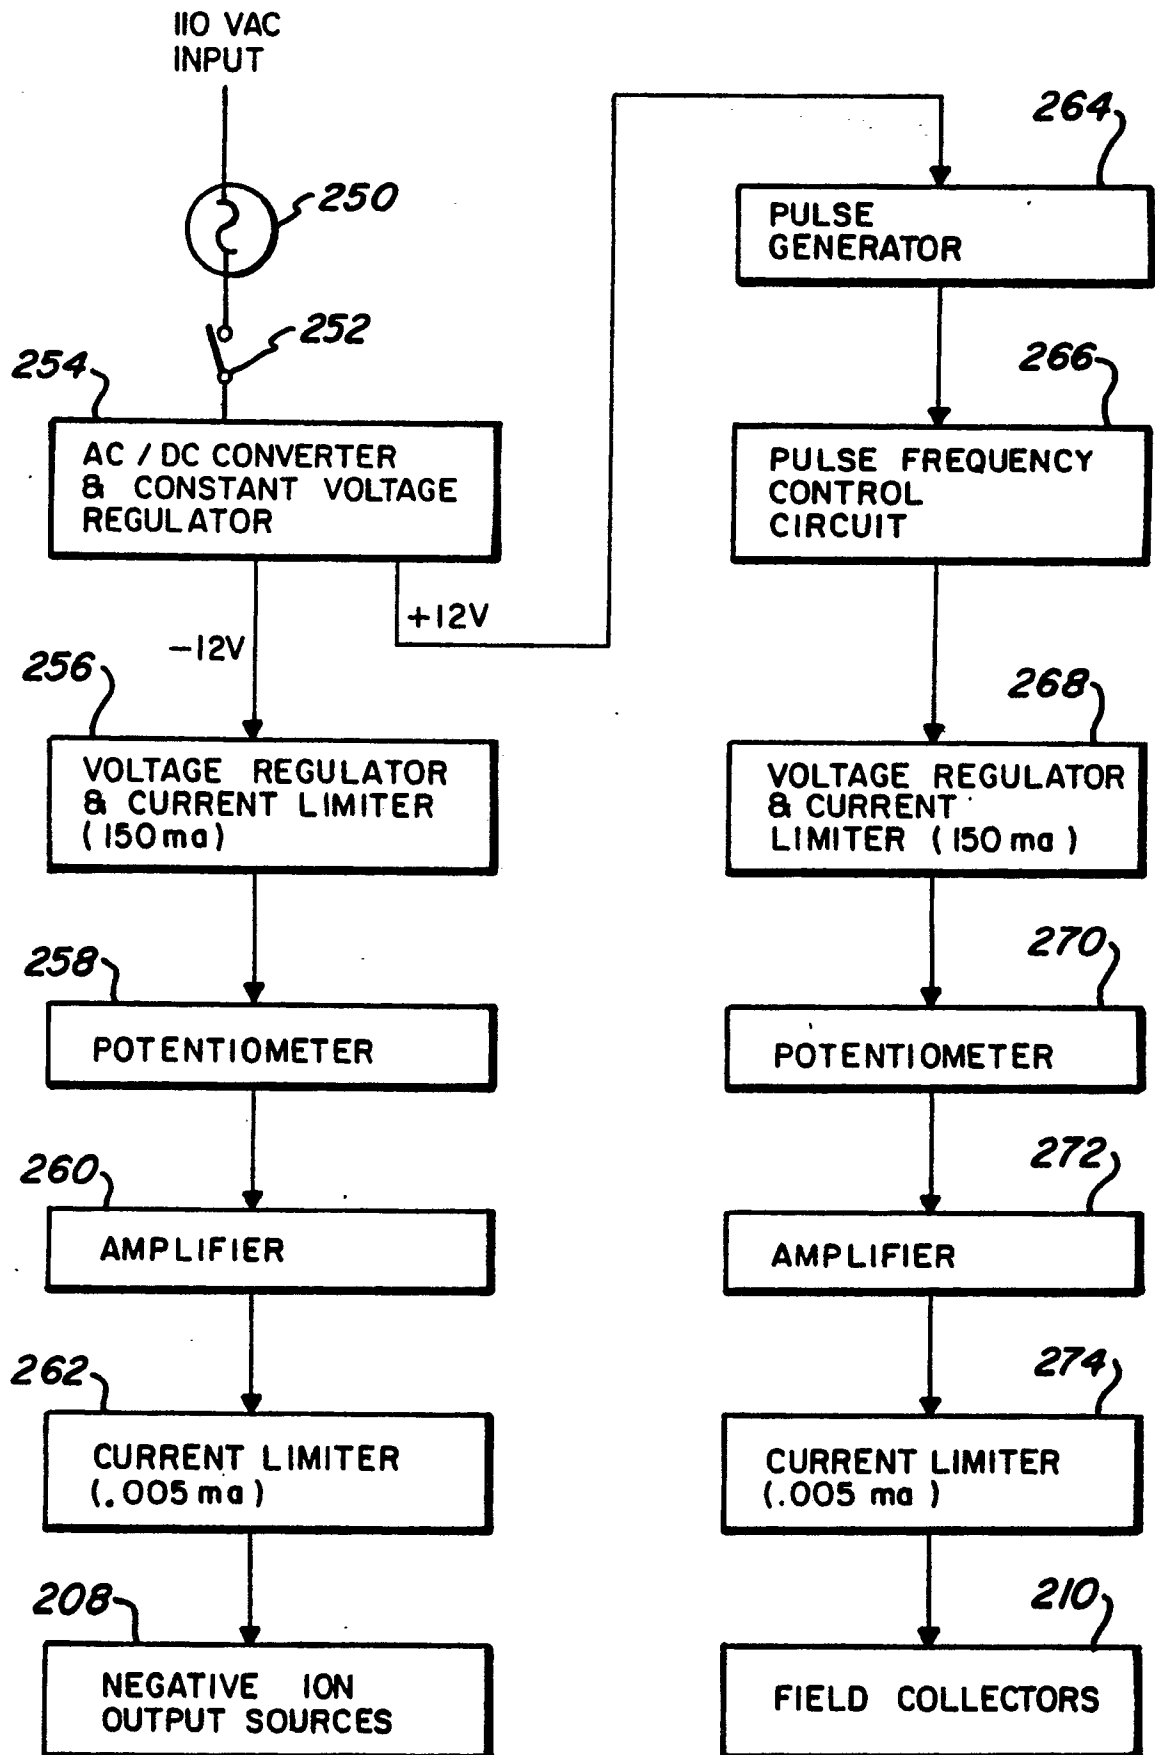 110 VAC
INPUT
250
252
254
AC / DC CONVERTER
& CONSTANT VOLTAGE
REGULATOR
-12V
+12V
256
VOLTAGE REGULATOR
& CURRENT LIMITER
(150 ma)
258
POTENTIOMETER
260
AMPLIFIER
262
CURRENT LIMITER
(.005 ma)
208
NEGATIVE ION
OUTPUT SOURCES
264
PULSE
GENERATOR
266
PULSE FREQUENCY
CONTROL
CIRCUIT
268
VOLTAGE REGULATOR
& CURRENT
LIMITER (150 ma)
270
POTENTIOMETER
272
AMPLIFIER
274
CURRENT LIMITER
(.005 ma)
210
FIELD COLLECTORS